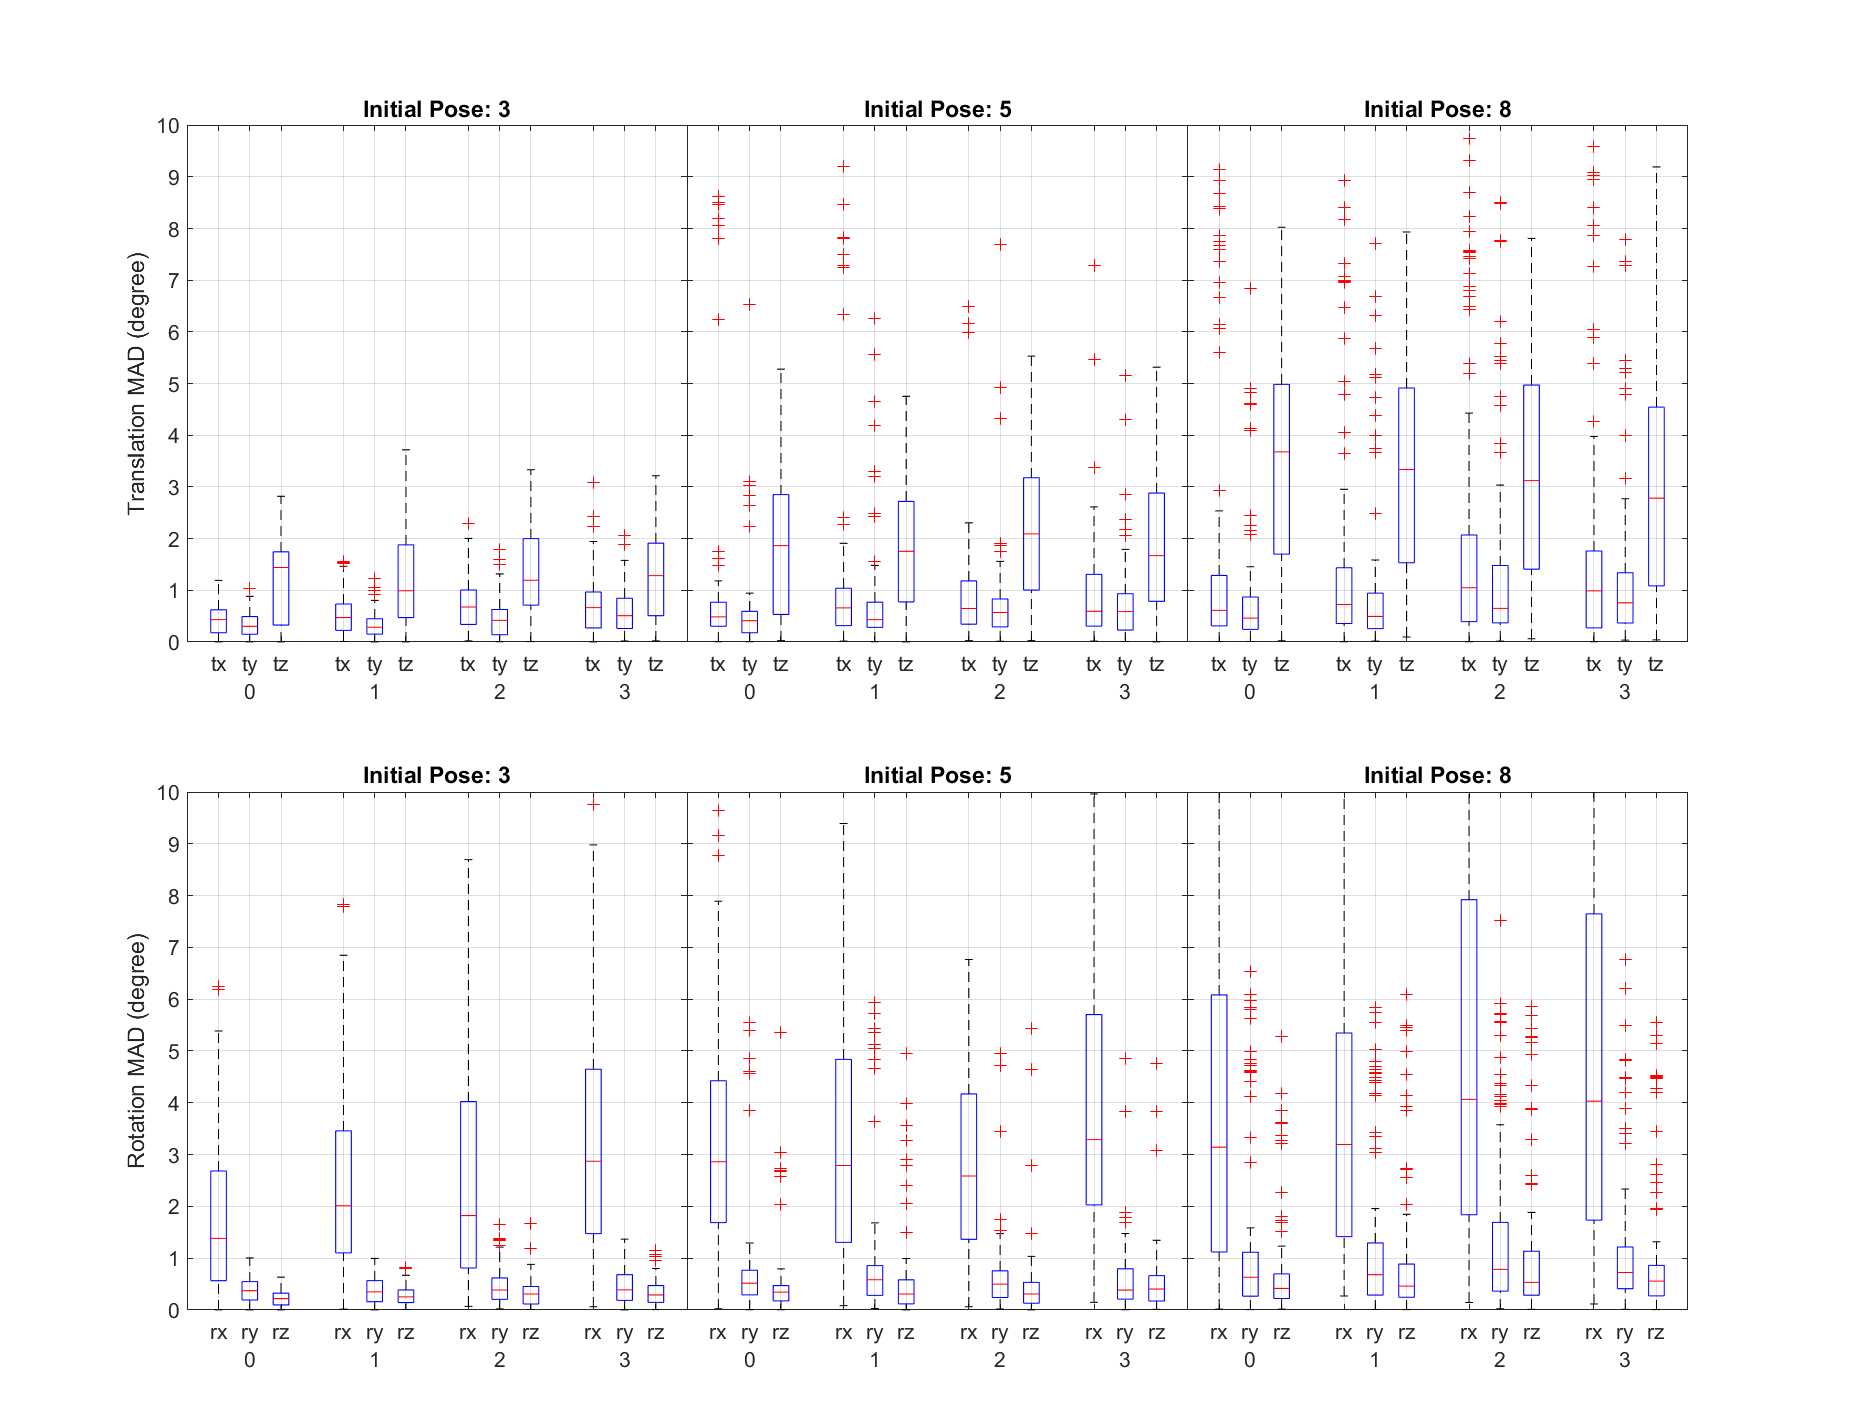 Initial Pose: 3 Initial Pose: 5 Initial Pose: 8
10
9
8
7
6
5
4
3
2
1
0
Translation MAD (degree)
tx ty tz tx ty tz tx ty tz tx ty tz tx ty tz tx ty tz tx ty tz tx ty tz tx ty tz tx ty tz tx ty tz tx ty tz
0 1 2 3 0 1 2 3 0 1 2 3
Initial Pose: 3 Initial Pose: 5 Initial Pose: 8
10
9
8
7
6
5
4
3
2
1
0
Rotation MAD (degree)
rx ry rz rx ry rz rx ry rz rx ry rz rx ry rz rx ry rz rx ry rz rx ry rz rx ry rz rx ry rz rx ry rz rx ry rz
0 1 2 3 0 1 2 3 0 1 2 3